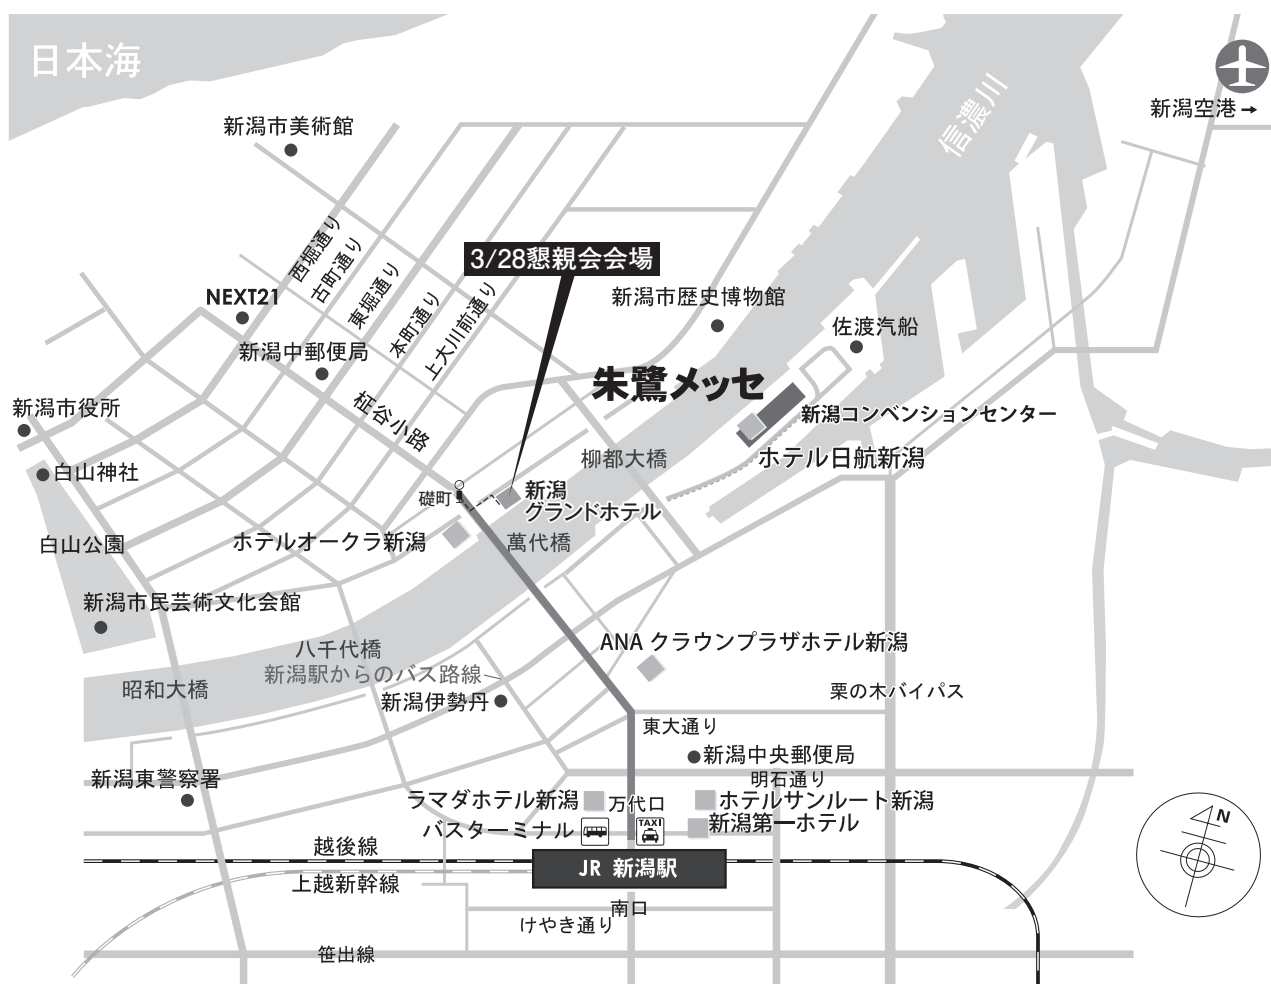 日本海
信濃川
新潟空港→
新潟市美術館
西堀通り
古町通り
東堀通り
本町通り
上大川前通り
3/28懇親会会場
新潟市歴史博物館
佐渡汽船
NEXT21
新潟中郵便局
朱鷺メッセ
新潟コンベンションセンター
新潟市役所
柾谷小路
白山神社
柳都大橋
ホテル日航新潟
礎町
新潟
グランドホテル
白山公園
ホテルオークラ新潟
萬代橋
新潟市民芸術文化会館
八千代橋
ANA クラウンプラザホテル新潟
新潟駅からのバス路線
昭和大橋
新潟伊勢丹
栗の木バイパス
東大通り
新潟中央郵便局
新潟東警察署
明石通り
ラマダホテル新潟
万代口
ホテルサンルート新潟
バスターミナル
TAXI
新潟第一ホテル
越後線
JR 新潟駅
上越新幹線
南口
けやき通り
笹出線
N